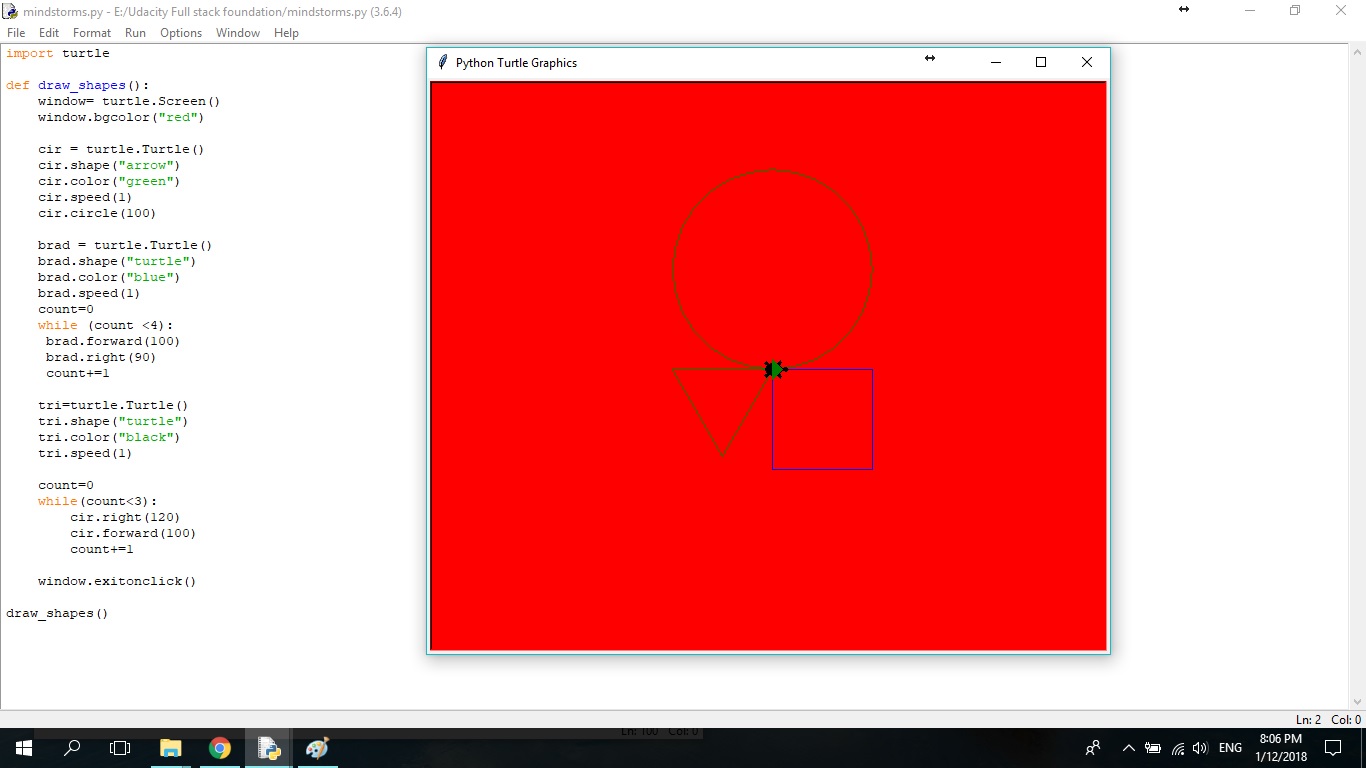 mindstorms.py - E:/Udacity Full stack foundation/mindstorms.py (3.6.4)
File Edit Format Run Options Window Help
import turtle
def draw_shapes():
    window= turtle.Screen()
    window.bgcolor("red")
    cir = turtle.Turtle()
    cir.shape("arrow")
    cir.color("green")
    cir.speed(1)
    cir.circle(100)
    brad = turtle.Turtle()
    brad.shape("turtle")
    brad.color("blue")
    brad.speed(1)
    count=0
    while (count <4):
     brad.forward(100)
     brad.right(90)
     count+=1
    tri=turtle.Turtle()
    tri.shape("turtle")
    tri.color("black")
    tri.speed(1)
    count=0
    while(count<3):
        cir.right(120)
        cir.forward(100)
        count+=1
    window.exitonclick()
draw_shapes()
Python Turtle Graphics
Ln: 2 Col: 0
Ln: 100 Col: 0
ENG
8:06 PM
1/12/2018